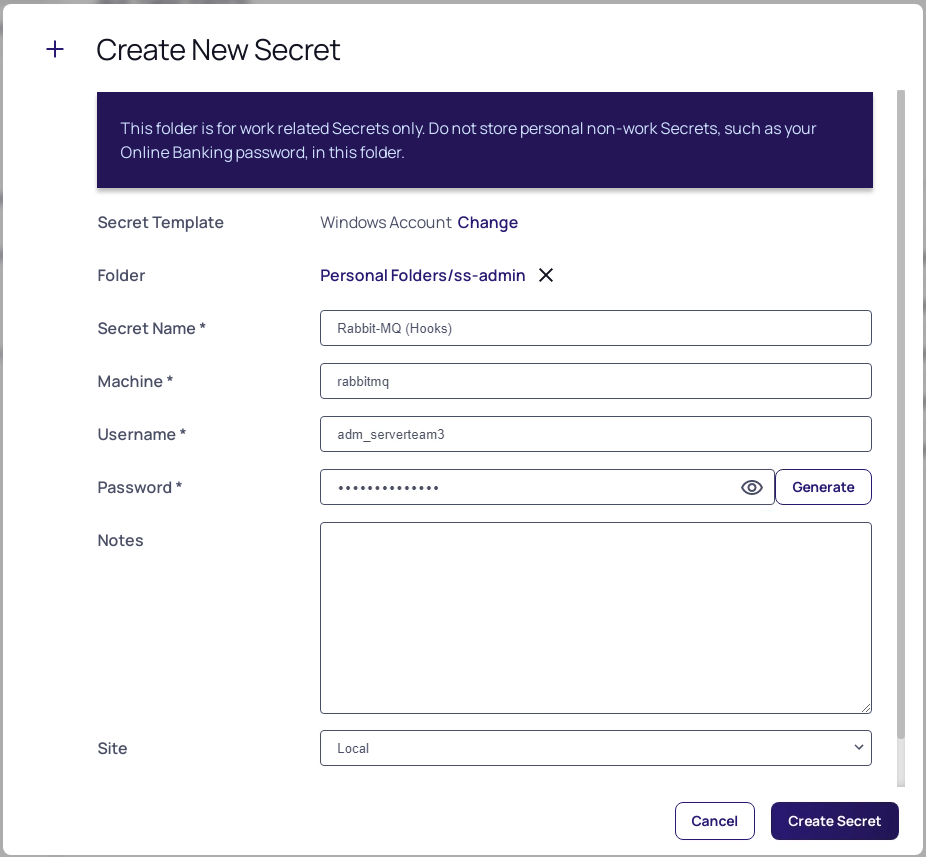 Create New Secret
This folder is for work related Secrets only. Do not store personal non-work Secrets, such as your
Online Banking password, in this folder.
Secret Template Windows Account Change
Folder Personal Folders/ss-admin
Secret Name * Rabbit-MQ (Hooks)
Machine * rabbitmq
Username * adm_serverteam3
Password * •••••••••••••• Generate
Notes
Site Local
Cancel Create Secret